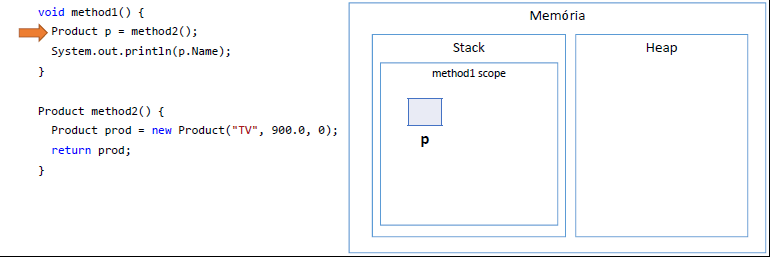 void method1() {
Product p = method2();
System.out.println(p.Name);
}
Product method2() {
Product prod = new Product("TV", 900.0, 0);
return prod;
}
Memória
Stack
Heap
method1 scope
p